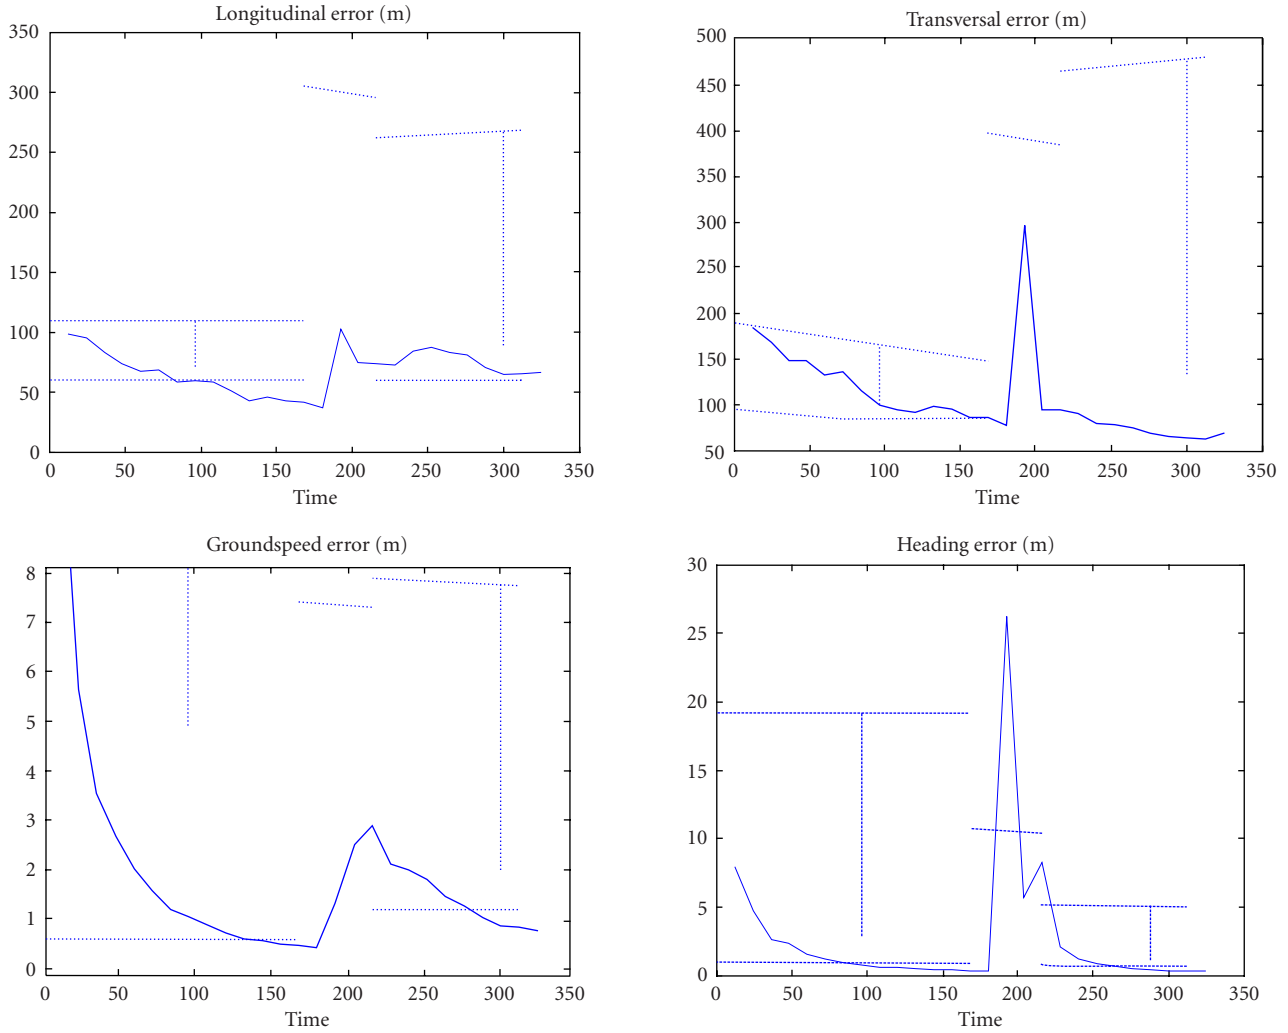 Longitudinal error (m)
350
300
250
200
150
100
50
0
0 50 100 150 200 250 300 350
Time
Transversal error (m)
500
450
400
350
300
250
200
150
100
50
0 50 100 150 200 250 300 350
Time
Groundspeed error (m)
8
7
6
5
4
3
2
1
0
0 50 100 150 200 250 300 350
Time
Heading error (m)
30
25
20
15
10
5
0
0 50 100 150 200 250 300 350
Time